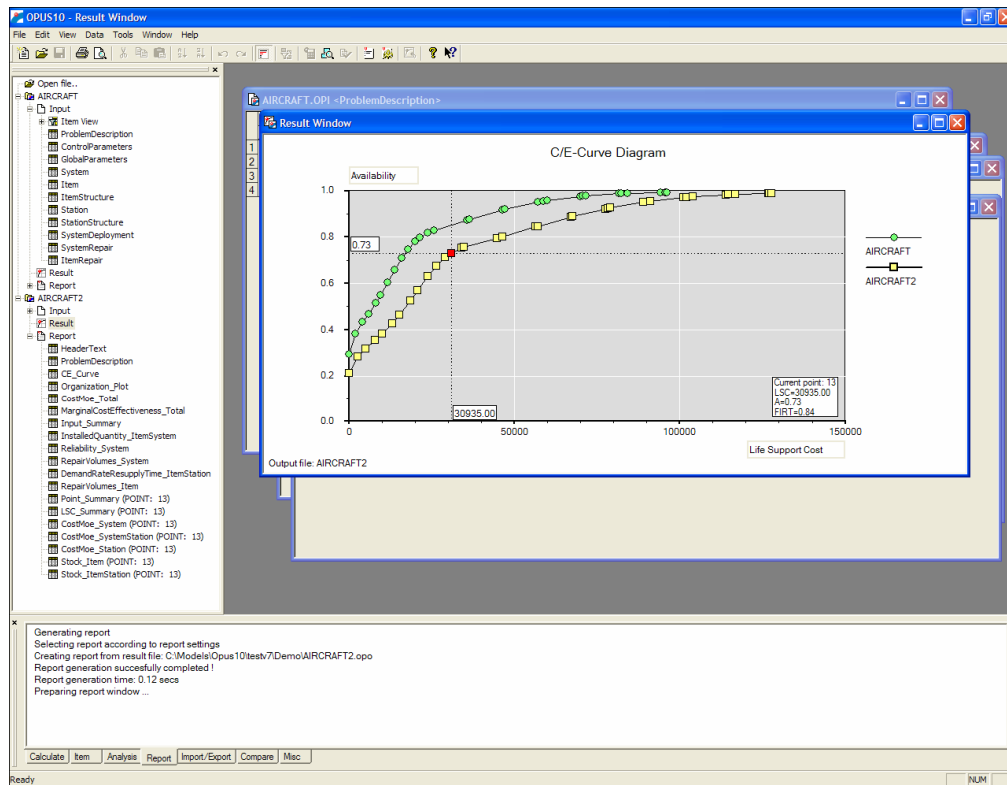 OPUS10 - Result Window
File Edit View Data Tools Window Help
Open file..
AIRCRAFT
Input
Item View
ProblemDescription
ControlParameters
GlobalParameters
System
Item
ItemStructure
Station
StationStructure
SystemDeployment
SystemRepair
ItemRepair
Result
Report
AIRCRAFT2
Input
Result
Report
HeaderText
ProblemDescription
CE_Curve
Organization_Plot
CostMoe_Total
MarginalCostEffectiveness_Total
Input_Summary
InstalledQuantity_ItemSystem
Reliability_System
RepairVolumes_System
DemandRateResupplyTime_ItemStation
RepairVolumes_Item
Point_Summary (POINT: 13)
LSC_Summary (POINT: 13)
CostMoe_System (POINT: 13)
CostMoe_SystemStation (POINT: 13)
CostMoe_Station (POINT: 13)
Stock_Item (POINT: 13)
Stock_ItemStation (POINT: 13)
AIRCRAFT.OPI <ProblemDescription>
1
2
3
4
Result Window
C/E-Curve Diagram
Availability
1.0
0.8
0.73
0.6
0.4
0.2
0.0
30935.00
Current point: 13
LSC=30935.00
A=0.73
FIRT=0.84
0 50000 100000 150000
Life Support Cost
Output file: AIRCRAFT2
AIRCRAFT
AIRCRAFT2
Generating report
Selecting report according to report settings
Creating report from result file: C:\Models\Opus10\testv7\Demo\AIRCRAFT2.opo
Report generation succesfully completed !
Report generation time: 0.12 secs
Preparing report window ...
Calculate Item Analysis Report Import/Export Compare Misc
Ready NUM